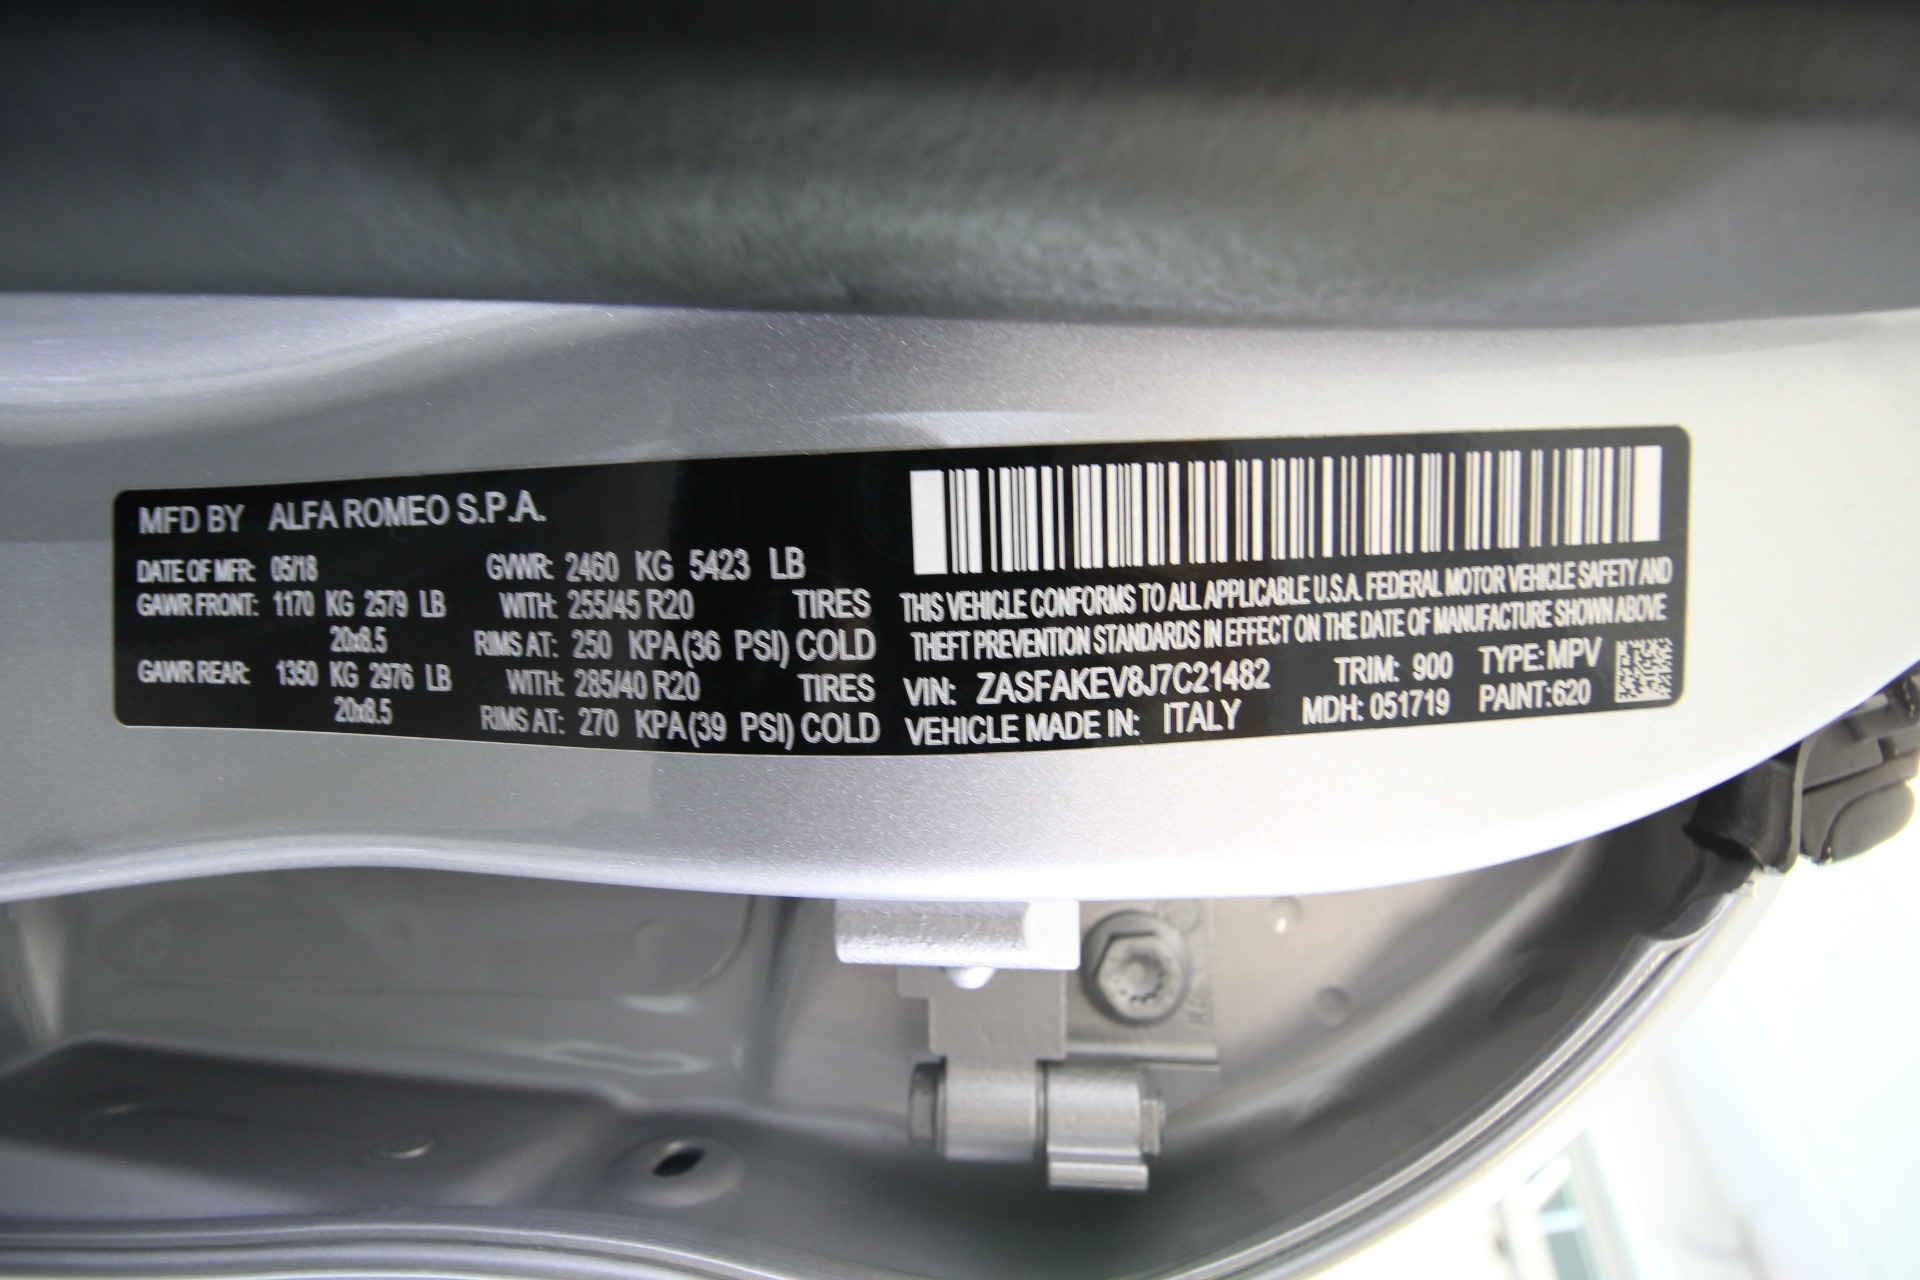 MFD BY ALFA ROMEO S.P.A.
DATE OF MFR: 05/18 GVWR: 2460 KG 5423 LB
GAWR FRONT: 1170 KG 2579 LB WITH: 255/45 R20 TIRES
20x8.5 RIMS AT: 250 KPA(36 PSI) COLD
GAWR REAR: 1350 KG 2976 LB WITH: 285/40 R20 TIRES
20x8.5 RIMS AT: 270 KPA(39 PSI) COLD
THIS VEHICLE CONFORMS TO ALL APPLICABLE U.S.A. FEDERAL MOTOR VEHICLE SAFETY AND
THEFT PREVENTION STANDARDS IN EFFECT ON THE DATE OF MANUFACTURE SHOWN ABOVE
VIN: ZASFAKEV8J7C21482 TRIM: 900 TYPE: MPV
VEHICLE MADE IN: ITALY MDH: 051719 PAINT:620